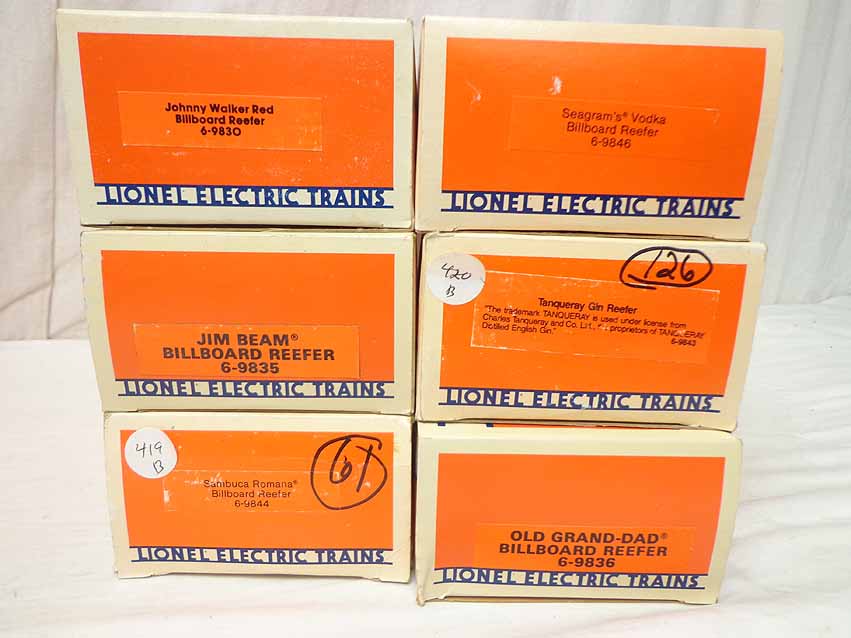 Johnny Walker Red
Billboard Reefer
6-9830
LIONEL ELECTRIC TRAINS
Seagram's® Vodka
Billboard Reefer
6-9846
LIONEL ELECTRIC TRAINS
JIM BEAM®
BILLBOARD REEFER
6-9835
LIONEL ELECTRIC TRAINS
420
B
126
Tanqueray Gin Reefer
"The trademark TANQUERAY is used under license from
Charles Tanqueray and Co. proprietors of TANQUERAY
Distilled English Gin."
6-9843
LIONEL ELECTRIC TRAINS
419
B
Sambuca Romana®
Billboard Reefer
6-9844
LIONEL ELECTRIC TRAINS
OLD GRAND-DAD®
BILLBOARD REEFER
6-9836
LIONEL ELECTRIC TRAINS